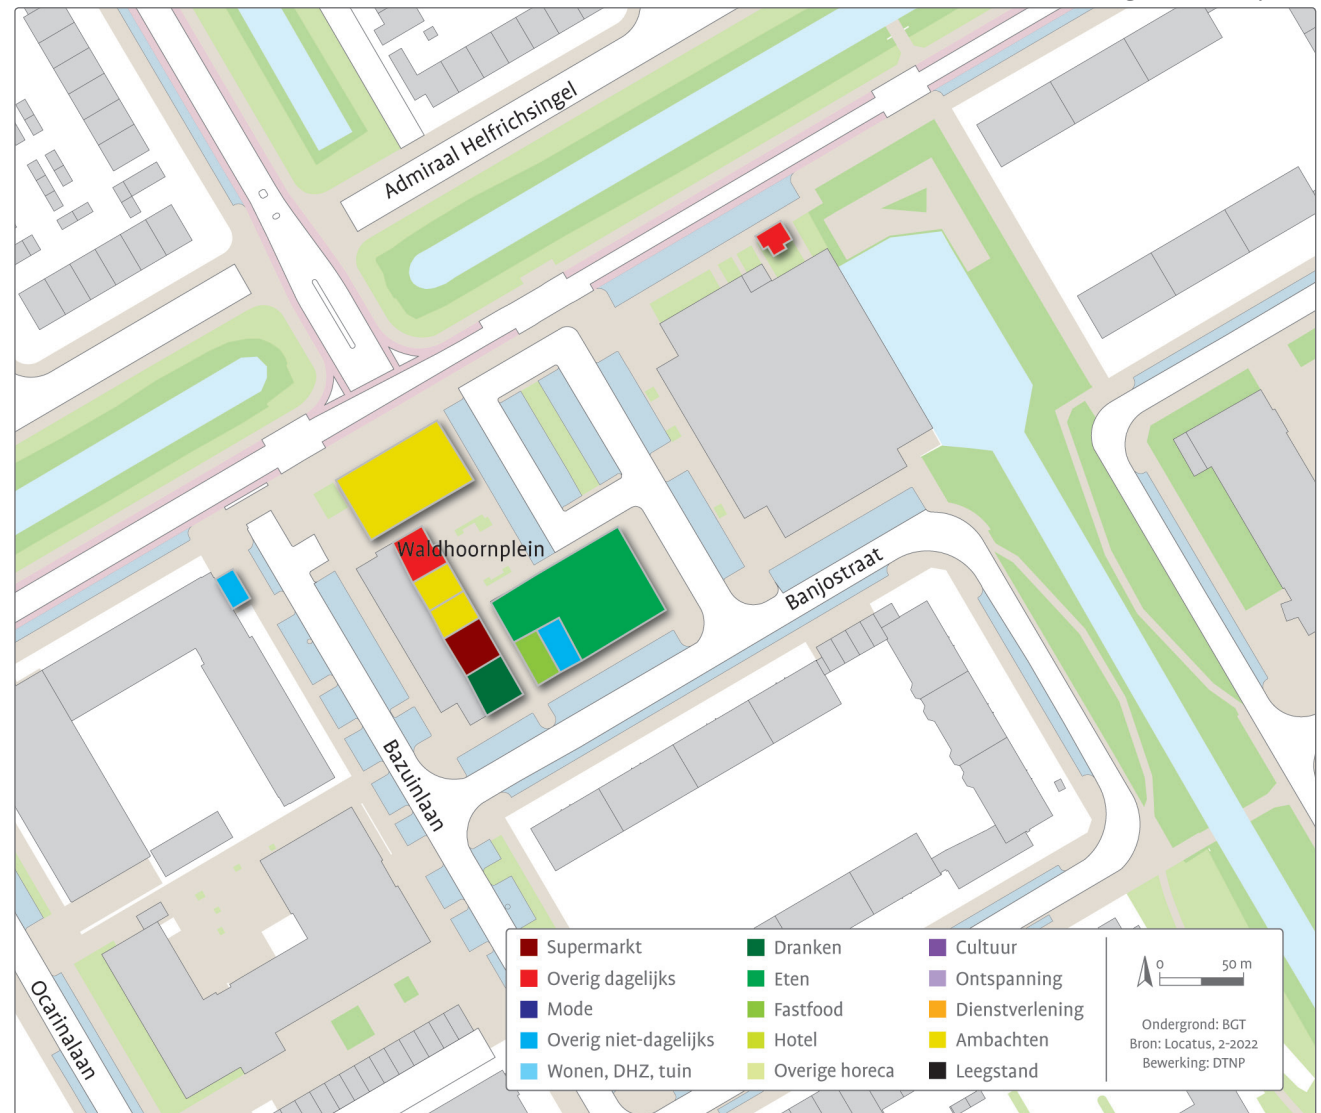 Admiraal Helfrichsingel
Waldhoornplein
Banjostraat
Bazuinlaan
Ocarinalaan
Supermarkt
Overig dagelijks
Mode
Overig niet-dagelijks
Wonen, DHZ, tuin
Dranken
Eten
Fastfood
Hotel
Overige horeca
Cultuur
Ontspanning
Dienstverlening
Ambachten
Leegstand
0 50 m
Ondergrond: BGT
Bron: Locatus, 2-2022
Bewerking: DTNP